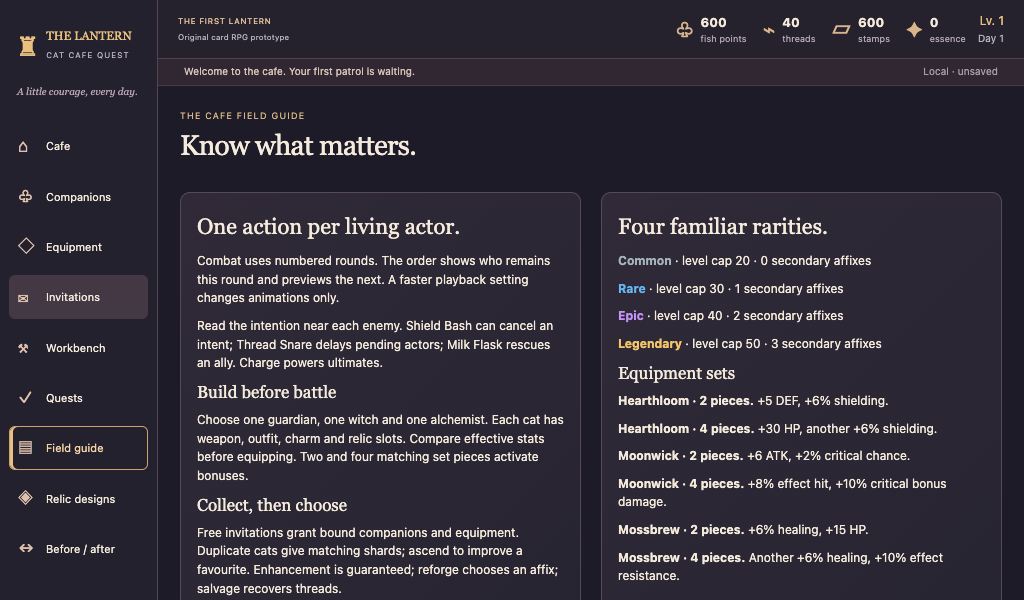 THE LANTERN
CAT CAFE QUEST
A little courage, every day.
Cafe
Companions
Equipment
Invitations
Workbench
Quests
Field guide
Relic designs
Before / after
THE FIRST LANTERN
Original card RPG prototype
600
fish points
40
threads
600
stamps
0
essence
Lv. 1
Day 1
Welcome to the cafe. Your first patrol is waiting.
Local · unsaved
THE CAFE FIELD GUIDE
Know what matters.
One action per living actor.
Combat uses numbered rounds. The order shows who remains
this round and previews the next. A faster playback setting
changes animations only.
Read the intention near each enemy. Shield Bash can cancel an
intent; Thread Snare delays pending actors; Milk Flask rescues
an ally. Charge powers ultimates.
Build before battle
Choose one guardian, one witch and one alchemist. Each cat has
weapon, outfit, charm and relic slots. Compare effective stats
before equipping. Two and four matching set pieces activate
bonuses.
Collect, then choose
Free invitations grant bound companions and equipment.
Duplicate cats give matching shards; ascend to improve a
favourite. Enhancement is guaranteed; reforge chooses an affix;
salvage recovers threads.
Four familiar rarities.
Common · level cap 20 · 0 secondary affixes
Rare · level cap 30 · 1 secondary affixes
Epic · level cap 40 · 2 secondary affixes
Legendary · level cap 50 · 3 secondary affixes
Equipment sets
Hearthloom · 2 pieces. +5 DEF, +6% shielding.
Hearthloom · 4 pieces. +30 HP, another +6% shielding.
Moonwick · 2 pieces. +6 ATK, +2% critical chance.
Moonwick · 4 pieces. +8% effect hit, +10% critical bonus
damage.
Mossbrew · 2 pieces. +6% healing, +15 HP.
Mossbrew · 4 pieces. Another +6% healing, +10% effect
resistance.